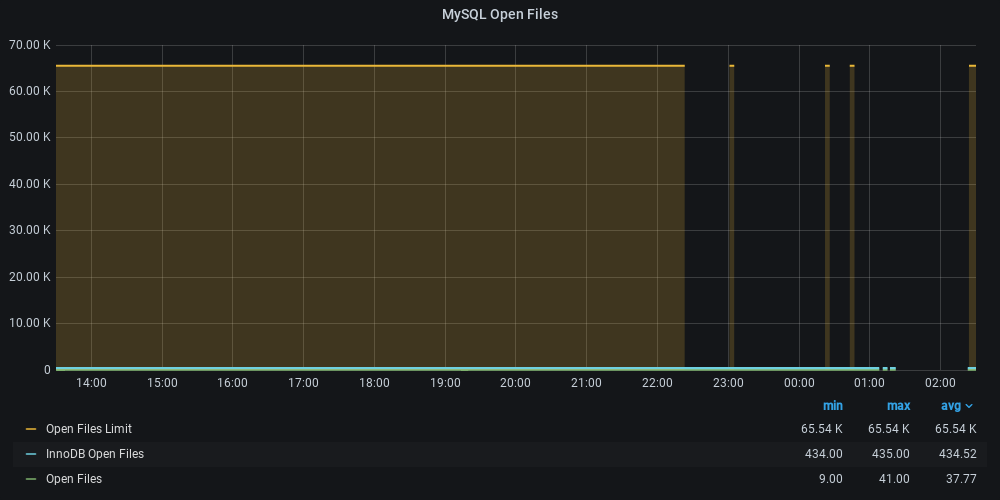 MySQL Open Files
70.00 K
60.00 K
50.00 K
40.00 K
30.00 K
20.00 K
10.00 K
0
14:00 15:00 16:00 17:00 18:00 19:00 20:00 21:00 22:00 23:00 00:00 01:00 02:00
min max avg
Open Files Limit 65.54 K 65.54 K 65.54 K
InnoDB Open Files 434.00 435.00 434.52
Open Files 9.00 41.00 37.77